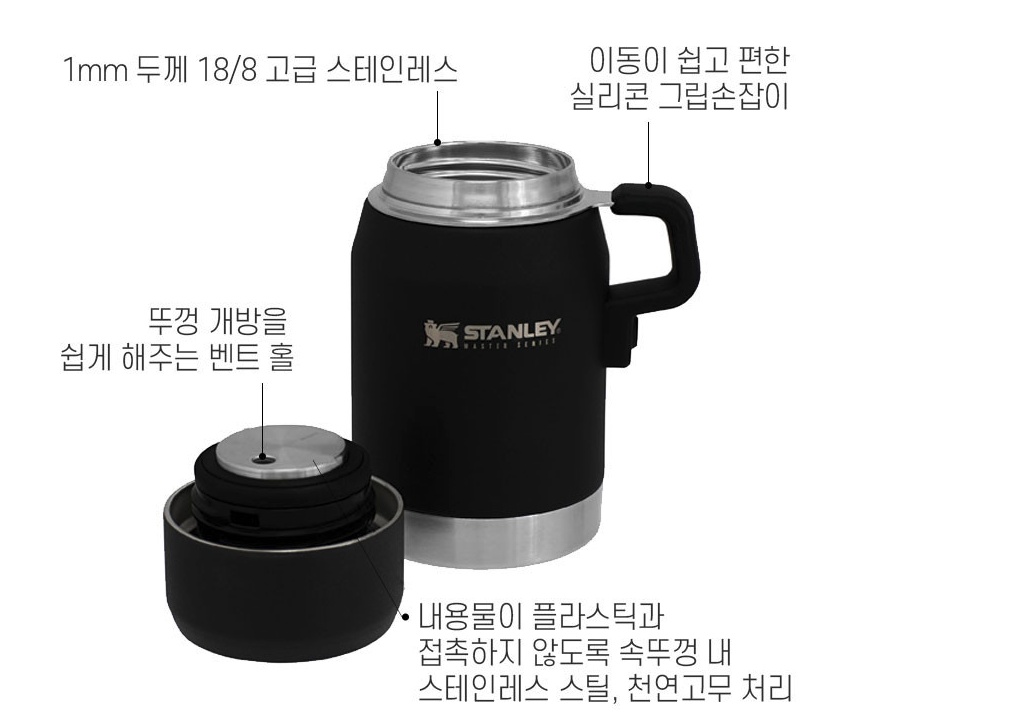 1mm 두께 18/8 고급 스테인레스
이동이 쉽고 편한
실리콘 그립손잡이
STANLEY
MASTER SERIES
뚜껑 개방을
쉽게 해주는 벤트 홀
내용물이 플라스틱과
접촉하지 않도록 속뚜껑 내
스테인레스 스틸, 천연고무 처리